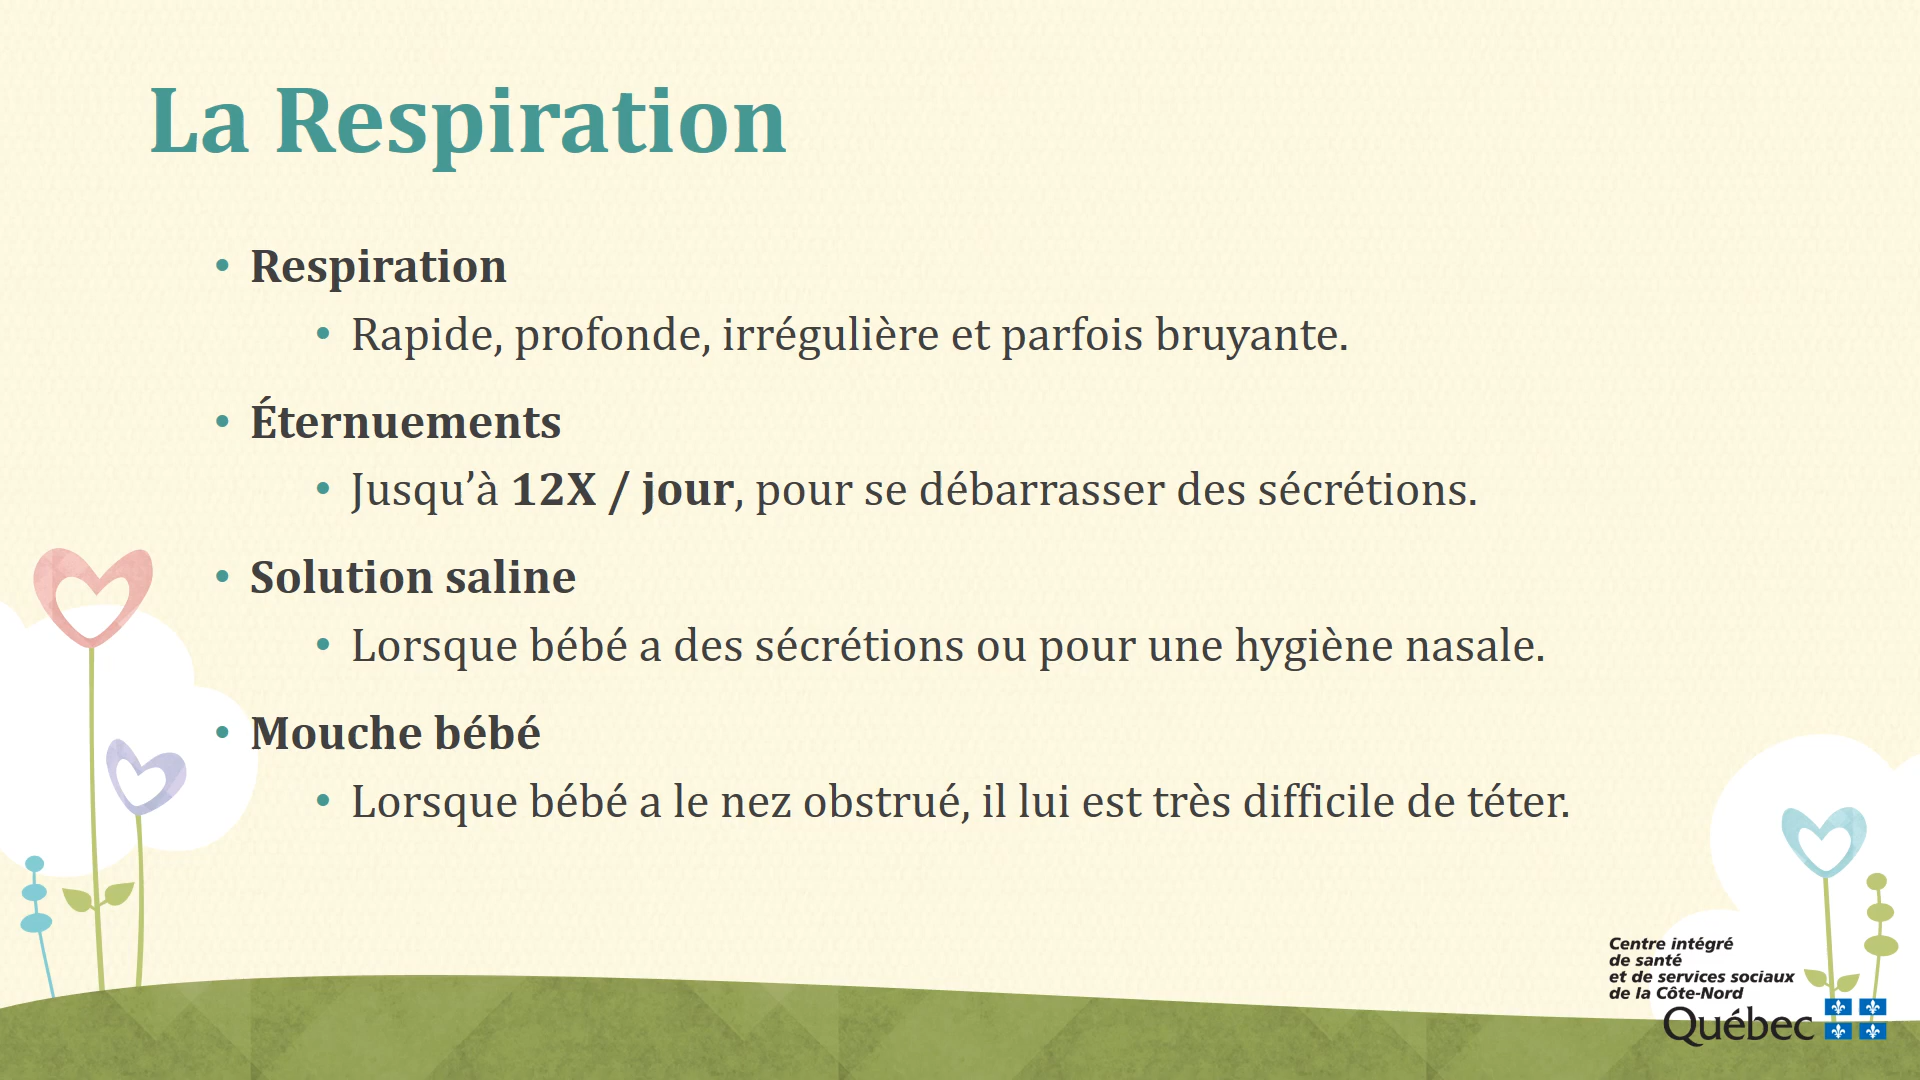 La Respiration
• Respiration
• Rapide, profonde, irrégulière et parfois bruyante.
• Éternuements
• Jusqu’à 12X / jour, pour se débarrasser des sécrétions.
• Solution saline
• Lorsque bébé a des sécrétions ou pour une hygiène nasale.
• Mouche bébé
• Lorsque bébé a le nez obstrué, il lui est très difficile de téter.
Centre intégré
de santé
et de services sociaux
de la Côte-Nord
Québec